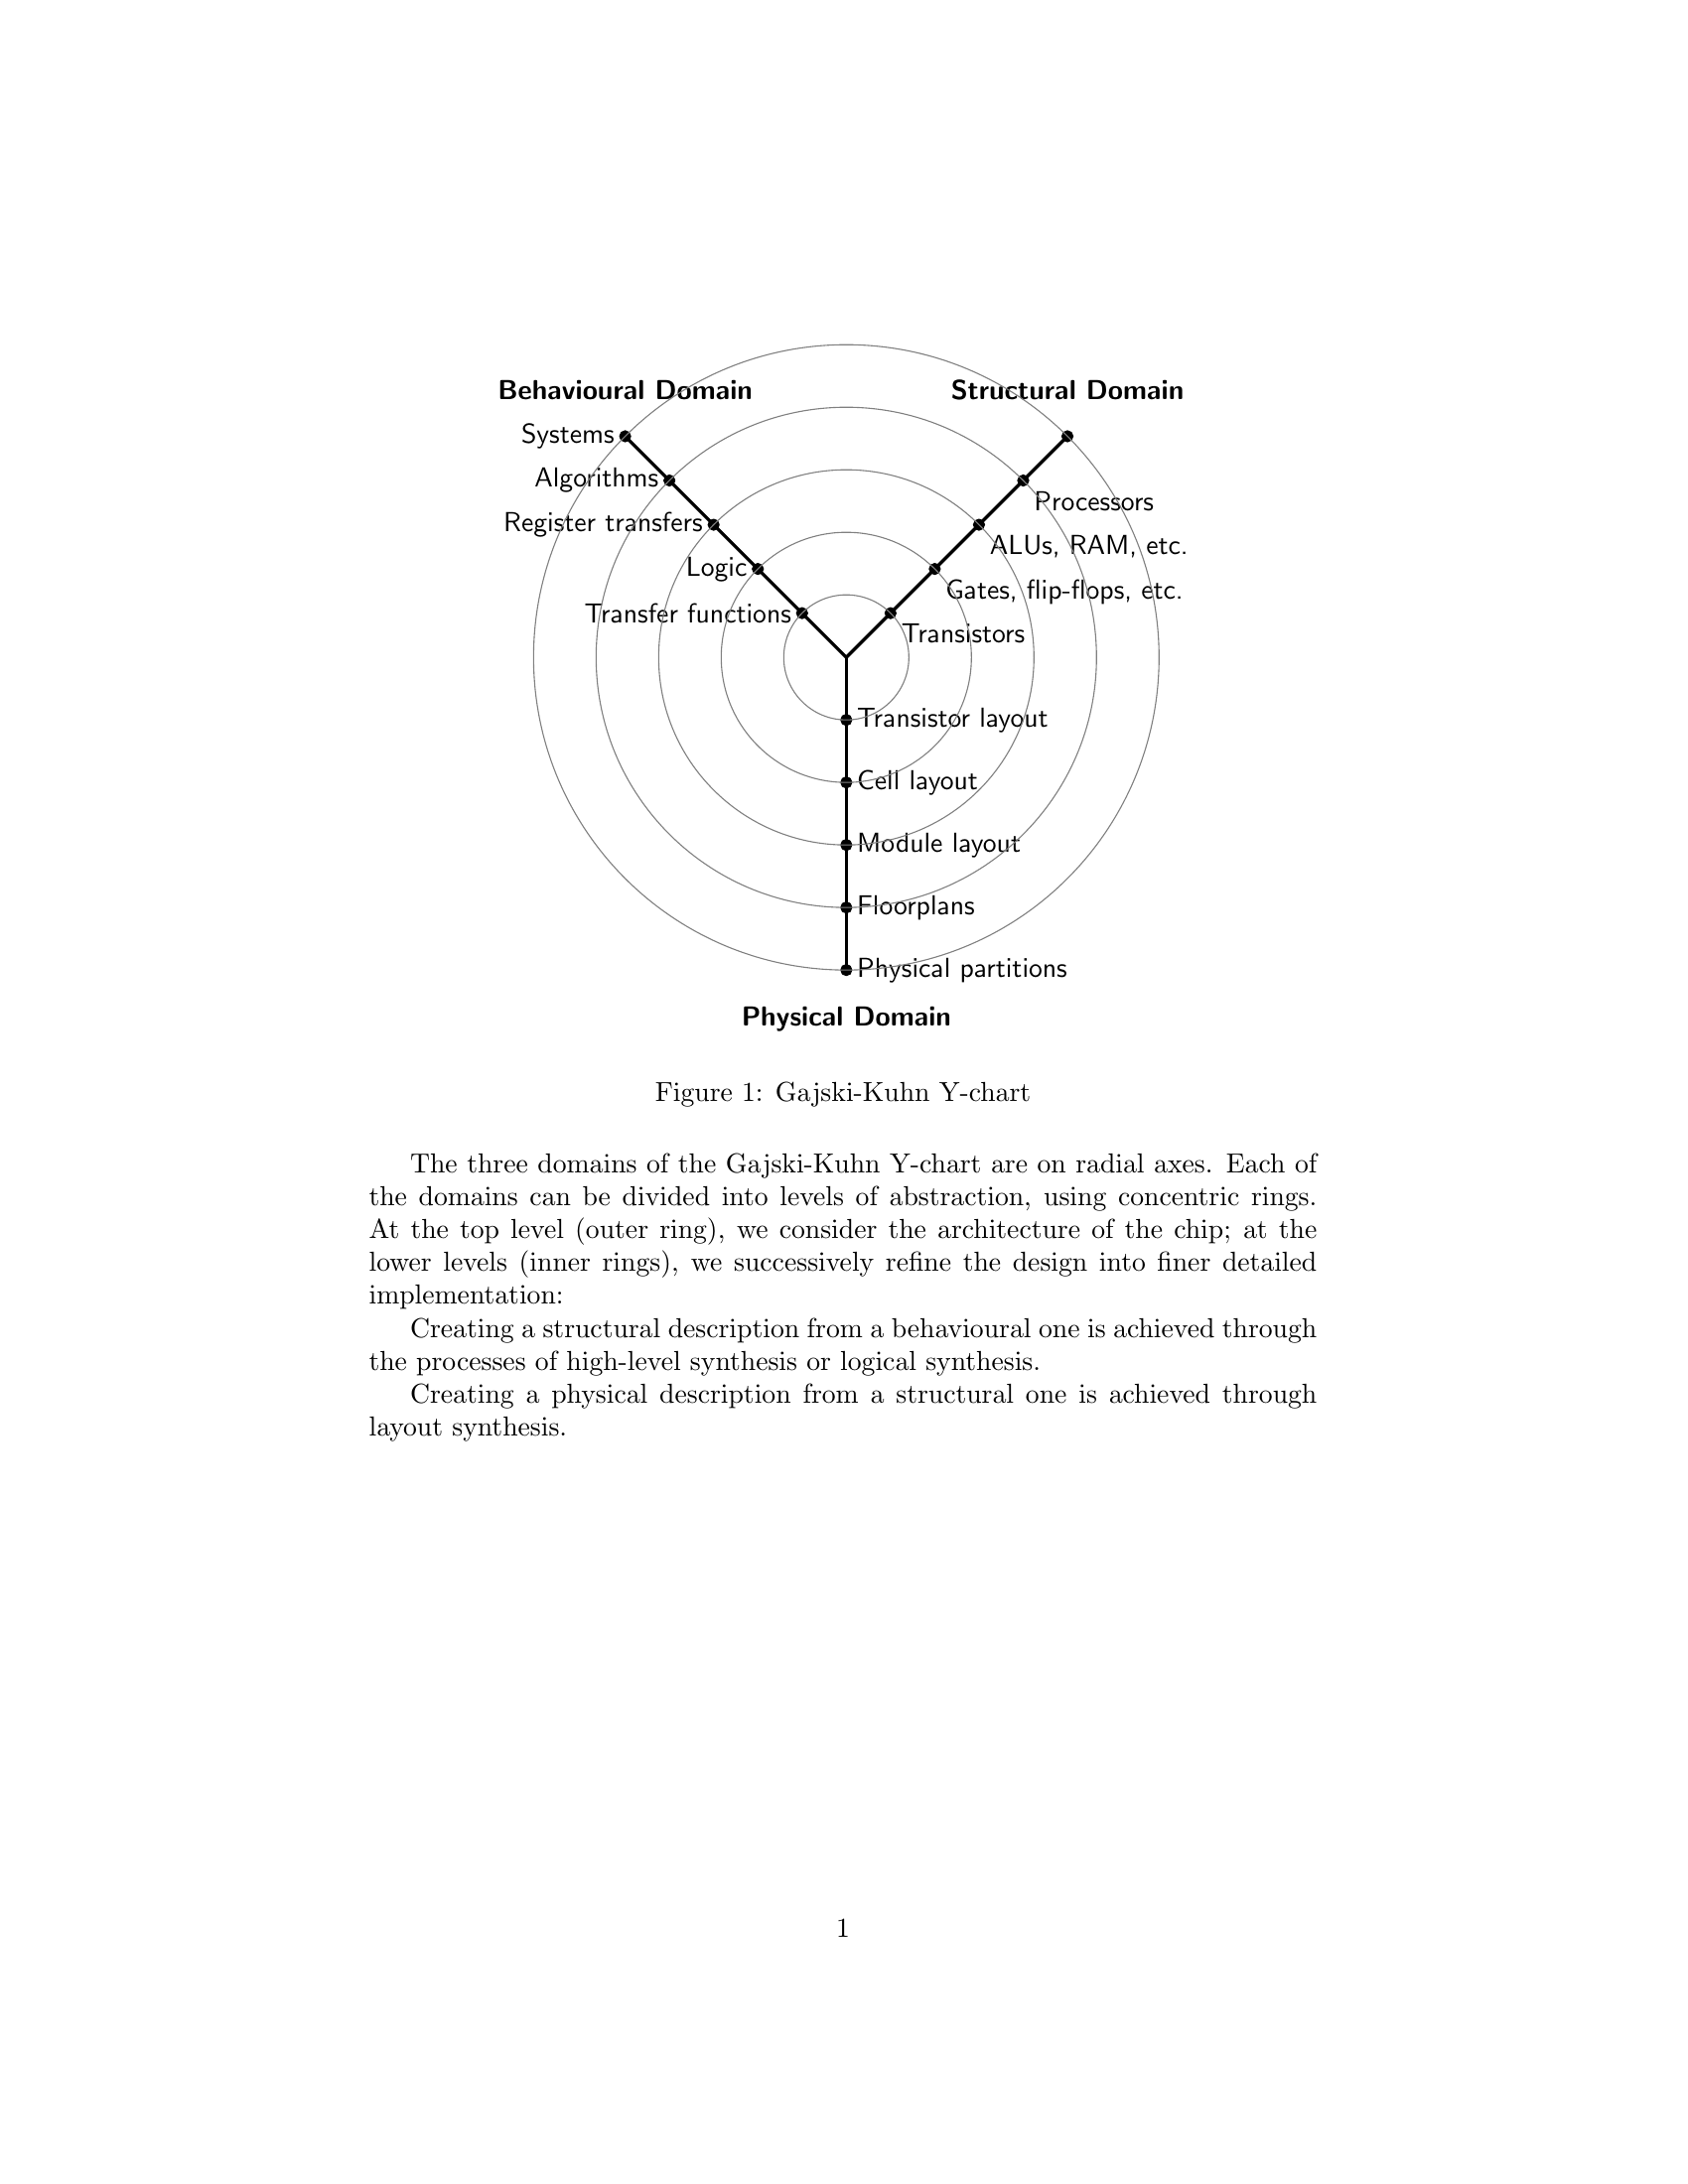 Behavioural Domain
Structural Domain
Systems
Algorithms
Register transfers
Logic
Transfer functions
Processors
ALUs, RAM, etc.
Gates, flip-flops, etc.
Transistors
Transistor layout
Cell layout
Module layout
Floorplans
Physical partitions
Physical Domain
Figure 1: Gajski-Kuhn Y-chart
The three domains of the Gajski-Kuhn Y-chart are on radial axes. Each of
the domains can be divided into levels of abstraction, using concentric rings.
At the top level (outer ring), we consider the architecture of the chip; at the
lower levels (inner rings), we successively refine the design into finer detailed
implementation:
Creating a structural description from a behavioural one is achieved through
the processes of high-level synthesis or logical synthesis.
Creating a physical description from a structural one is achieved through
layout synthesis.
1